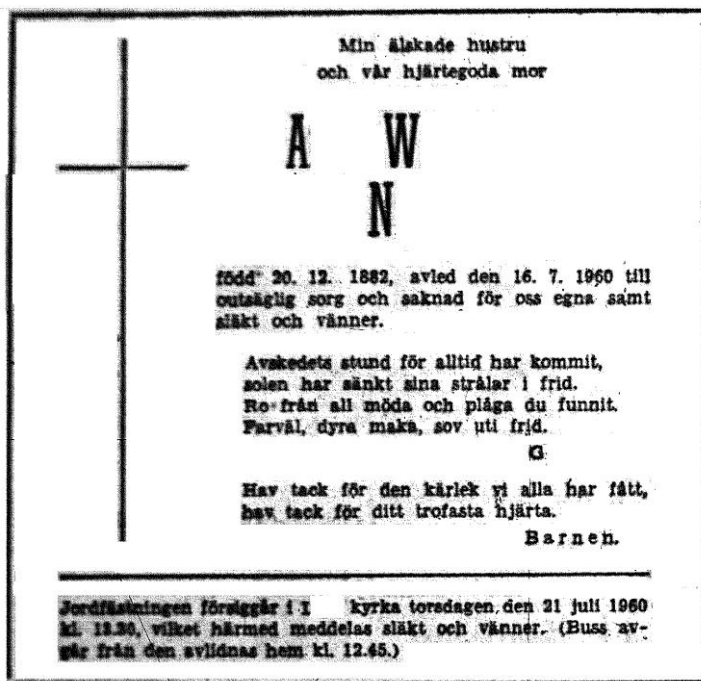 Min älskade hustru
och vår hjärtegoda mor
A W
N
född 20. 12. 1882, avled den 16. 7. 1960 till
outsäglig sorg och saknad för oss egna samt
släkt och vänner.
Avskedets stund för alltid har kommit,
solen har sänkt sina strålar i frid.
Ro från all möda och plåga du funnit.
Farväl, dyra maka, sov uti frid.
G
Hav tack för den kärlek vi alla har fått,
hav tack för ditt trofasta hjärta.
Barnen.
Jordfästningen försiggår i I kyrka torsdagen den 21 juli 1960
kl. 13.30, vilket härmed meddelas släkt och vänner. (Buss av-
går från den avlidnas hem kl. 12.45.)